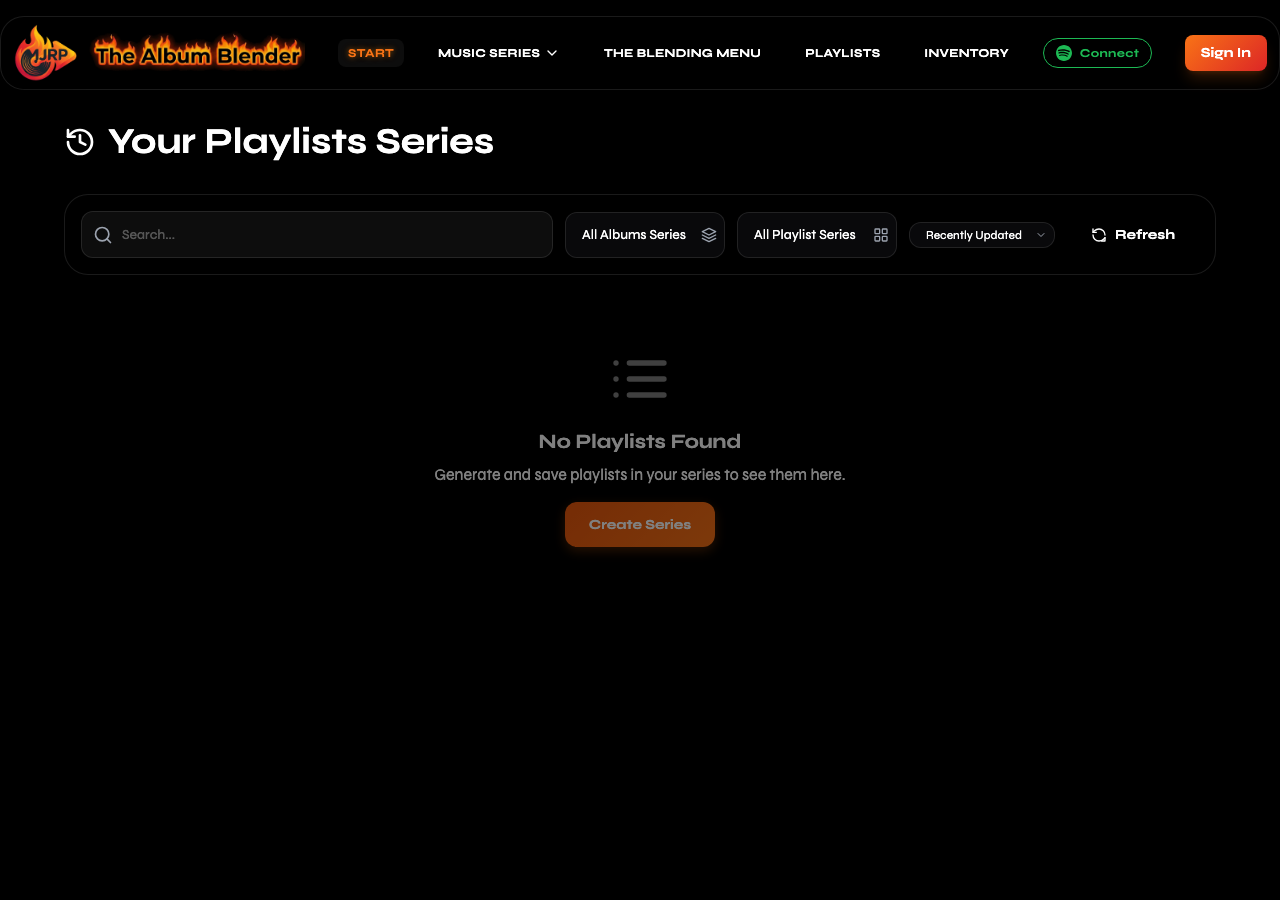 JRP The Album Blender START MUSIC SERIES THE BLENDING MENU PLAYLISTS INVENTORY Connect Sign In
Your Playlists Series
Search... All Albums Series All Playlist Series Recently Updated Refresh
No Playlists Found
Generate and save playlists in your series to see them here.
Create Series